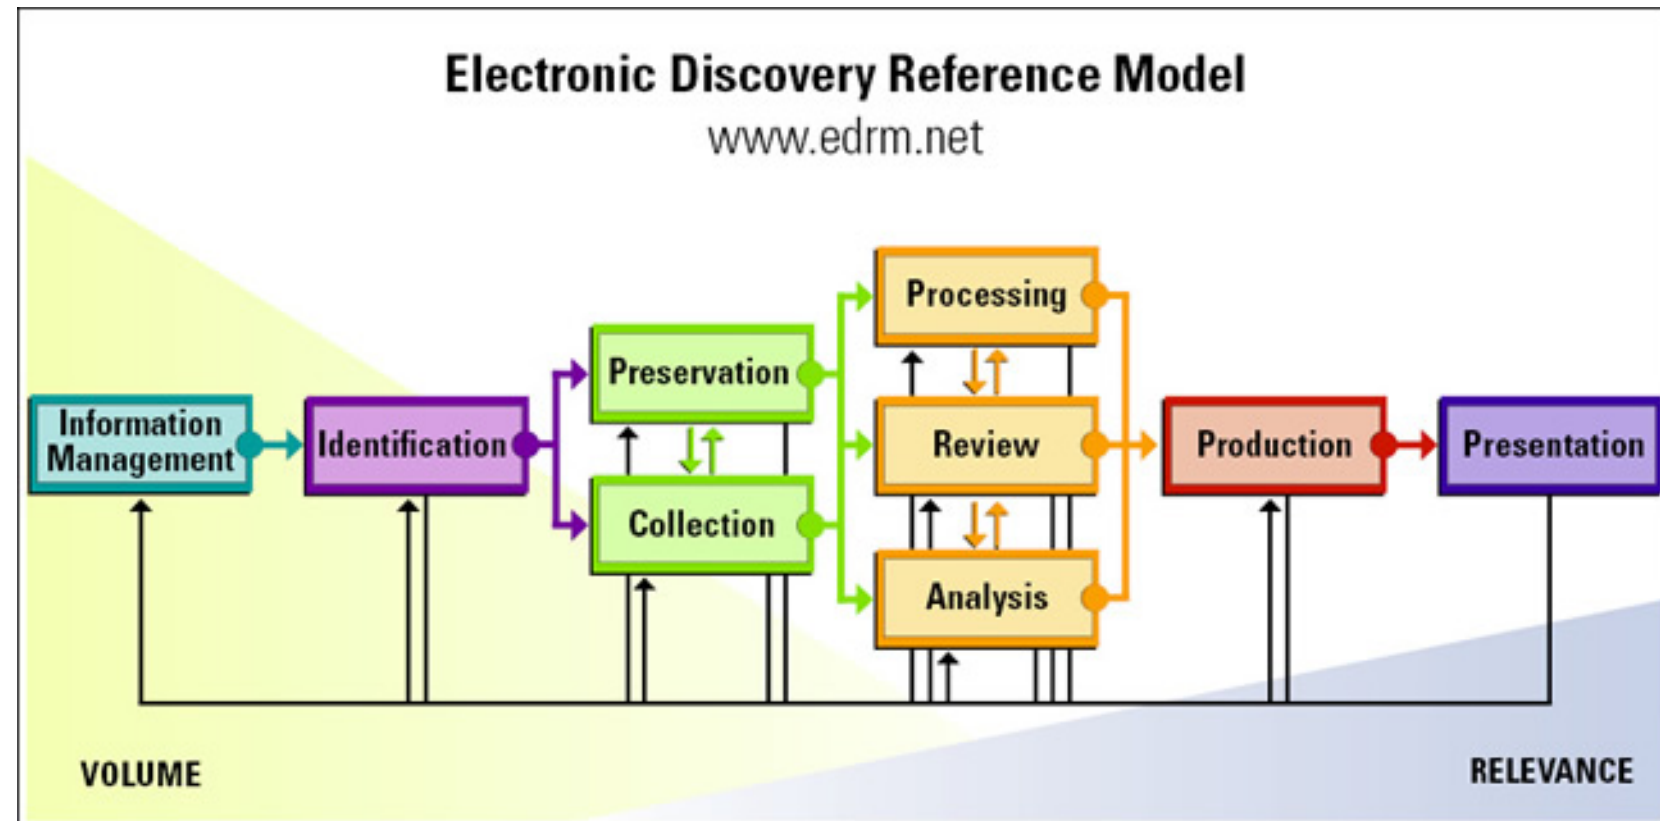 Electronic Discovery Reference Model
www.edrm.net
Information
Management
Identification
Preservation
Collection
Processing
Review
Analysis
Production
Presentation
VOLUME
RELEVANCE